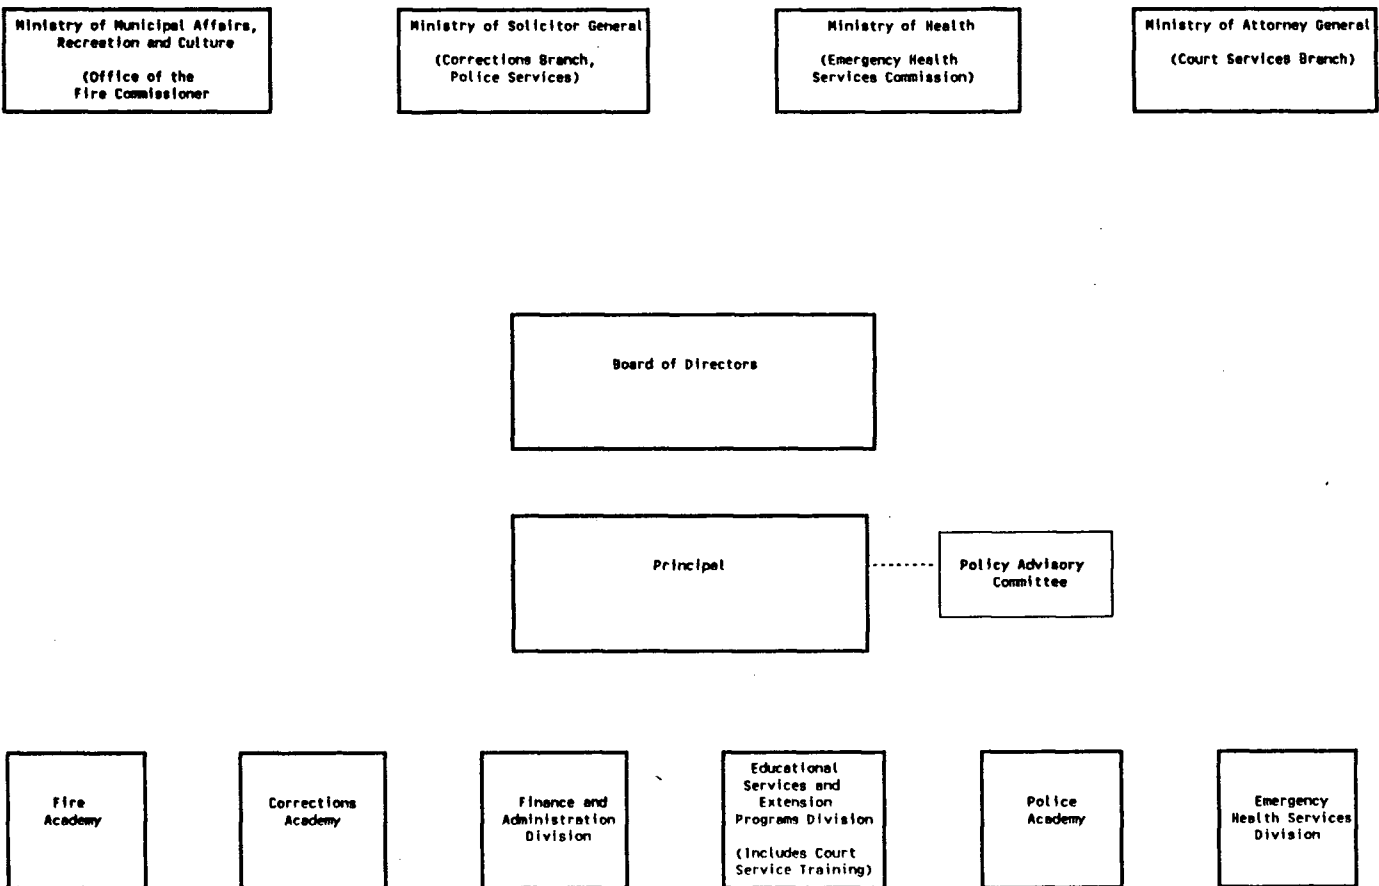 Ministry of Municipal Affairs,
Recreation and Culture
(Office of the
Fire Commissioner
Ministry of Solicitor General
(Corrections Branch,
Police Services)
Ministry of Health
(Emergency Health
Services Commission)
Ministry of Attorney General
(Court Services Branch)
Board of Directors
Principal
Policy Advisory
Committee
Fire
Academy
Corrections
Academy
Finance and
Administration
Division
Educational
Services and
Extension
Programs Division
(Includes Court
Service Training)
Police
Academy
Emergency
Health Services
Division